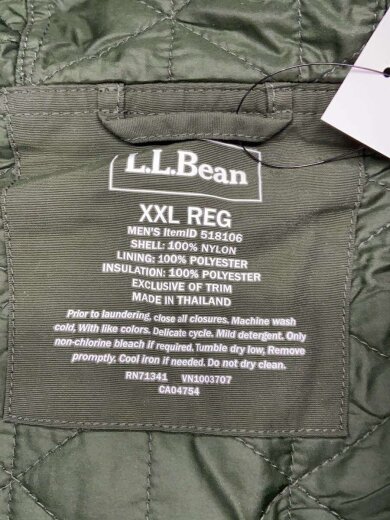 L.L.Bean
XXL REG
MEN'S ItemID 518106
SHELL: 100% NYLON
LINING: 100% POLYESTER
INSULATION: 100% POLYESTER
EXCLUSIVE OF TRIM
MADE IN THAILAND
Prior to laundering, close all closures. Machine wash
cold, With like colors. Delicate cycle. Mild detergent. Only
non-chlorine bleach if required. Tumble dry low, Remove
promptly. Cool iron if needed. Do not dry clean.
RN71341 VN1003707
CA04754